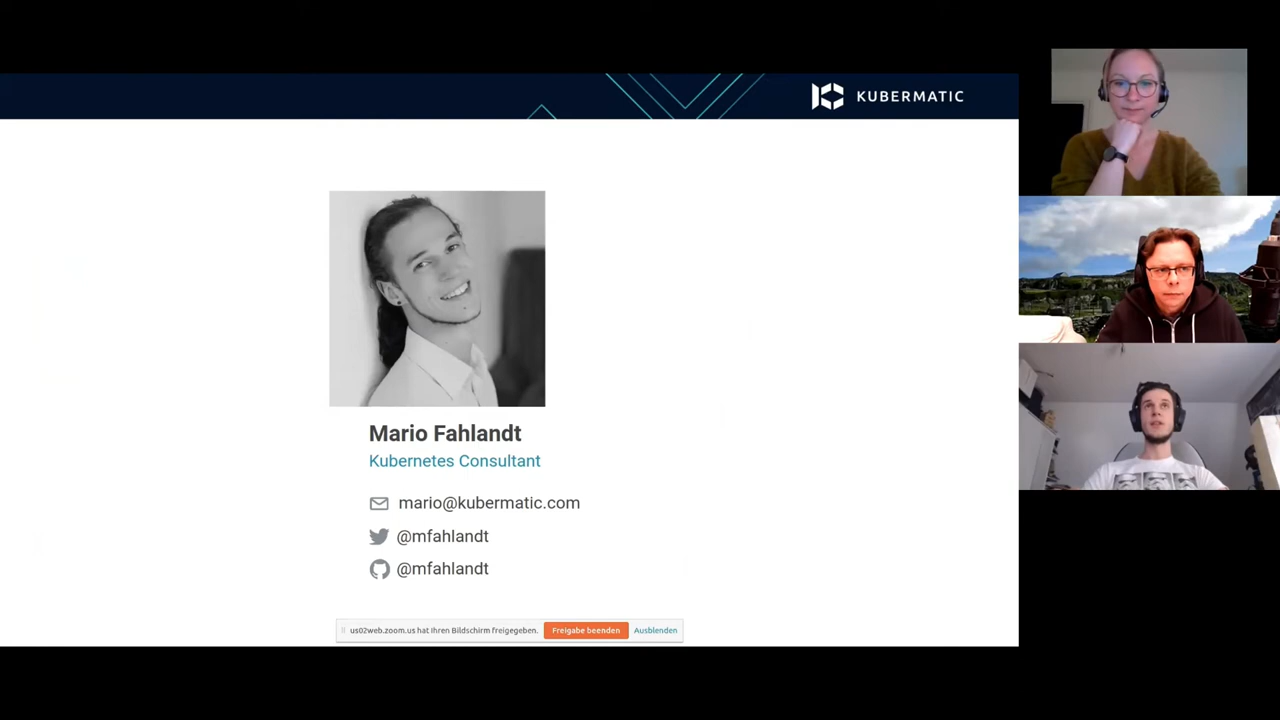 KUBERMATIC
Mario Fahlandt
Kubernetes Consultant
mario@kubermatic.com
@mfahlandt
@mfahlandt
us02web.zoom.us hat Ihren Bildschirm freigegeben. Freigabe beenden Ausblenden